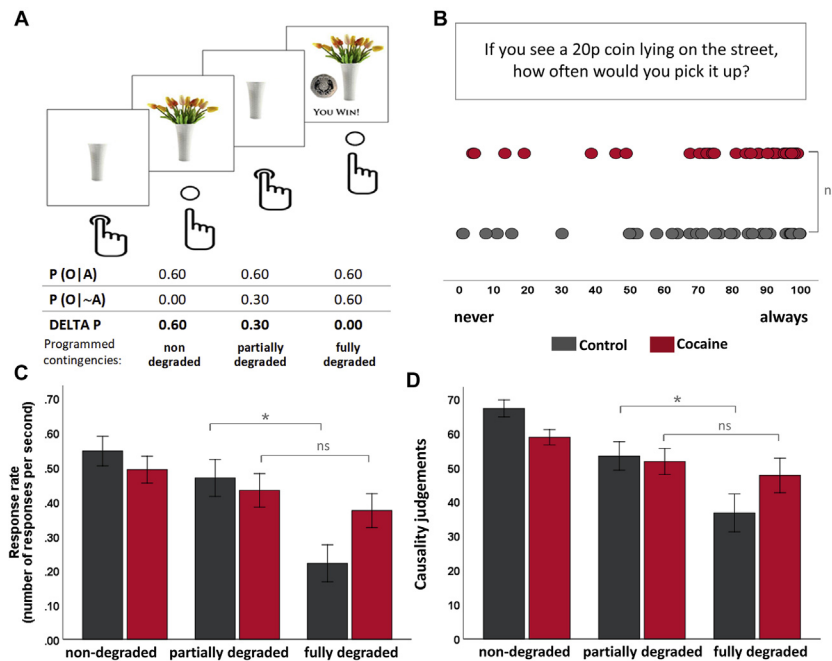 A
YOU WIN!
P (O|A) 0.60 0.60 0.60
P (O|~A) 0.00 0.30 0.60
DELTA P 0.60 0.30 0.00
Programmed contingencies: non degraded partially degraded fully degraded
B
If you see a 20p coin lying on the street,
how often would you pick it up?
n
0 10 20 30 40 50 60 70 80 90 100
never always
Control Cocaine
C
Response rate
(number of responses per second)
.70
.60
.50
.40
.30
.20
.10
.00
*
ns
non-degraded partially degraded fully degraded
D
Causality judgements
70
60
50
40
30
20
10
0
*
ns
non-degraded partially degraded fully degraded